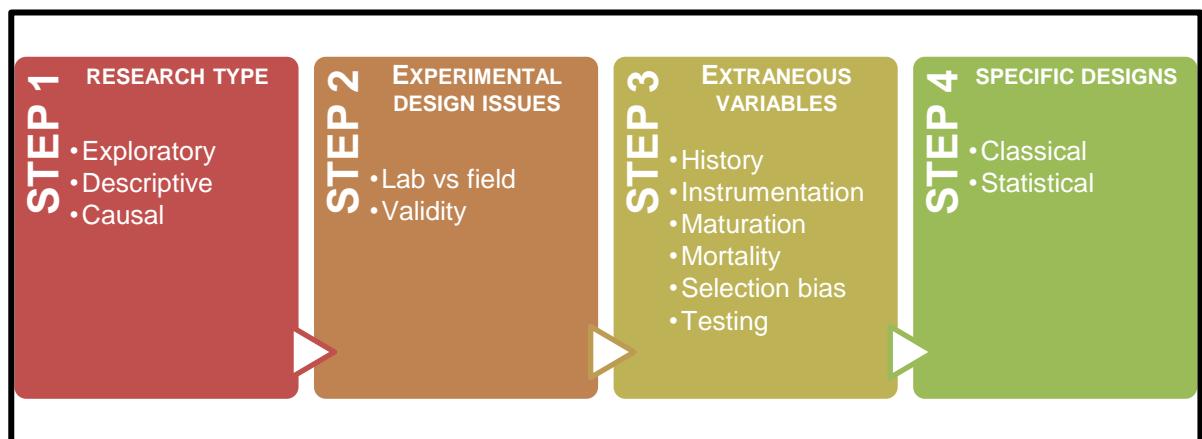 STEP 1
RESEARCH TYPE
•Exploratory
•Descriptive
•Causal
STEP 2
EXPERIMENTAL
DESIGN ISSUES
•Lab vs field
•Validity
STEP 3
EXTRANEOUS
VARIABLES
•History
•Instrumentation
•Maturation
•Mortality
•Selection bias
•Testing
STEP 4
SPECIFIC DESIGNS
•Classical
•Statistical